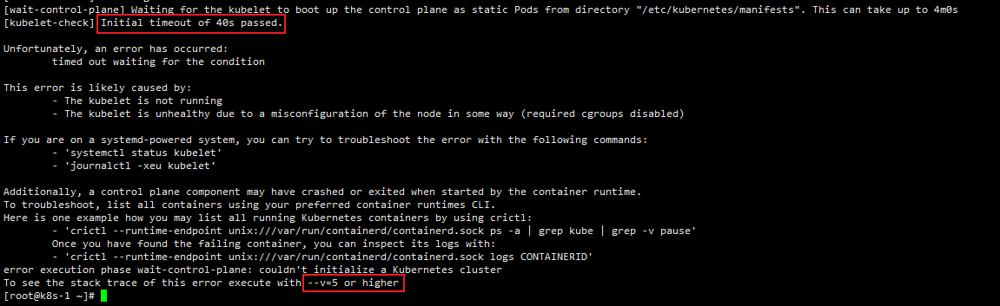 [wait-control-plane] Waiting for the kubelet to boot up the control plane as static Pods from directory "/etc/kubernetes/manifests". This can take up to 4m0s
[kubelet-check] Initial timeout of 40s passed.
Unfortunately, an error has occurred:
timed out waiting for the condition
This error is likely caused by:
- The kubelet is not running
- The kubelet is unhealthy due to a misconfiguration of the node in some way (required cgroups disabled)
If you are on a systemd-powered system, you can try to troubleshoot the error with the following commands:
- 'systemctl status kubelet'
- 'journalctl -xeu kubelet'
Additionally, a control plane component may have crashed or exited when started by the container runtime.
To troubleshoot, list all containers using your preferred container runtimes CLI.
Here is one example how you may list all running Kubernetes containers by using crictl:
- 'crictl --runtime-endpoint unix:///var/run/containerd/containerd.sock ps -a | grep kube | grep -v pause'
Once you have found the failing container, you can inspect its logs with:
- 'crictl --runtime-endpoint unix:///var/run/containerd/containerd.sock logs CONTAINERID'
error execution phase wait-control-plane: couldn't initialize a Kubernetes cluster
To see the stack trace of this error execute with --v=5 or higher
[root@k8s-1 ~]#